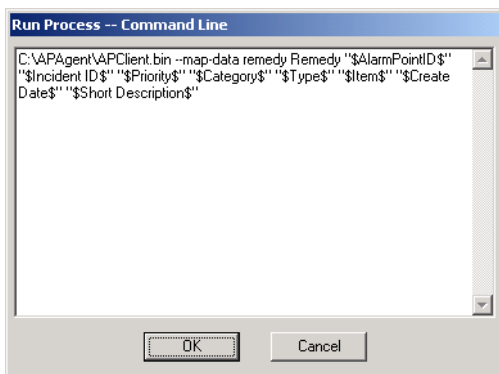 Run Process -- Command Line
C:\APAgent\APClient.bin --map-data remedy Remedy "$AlarmPointID$"
"$Incident ID$" "$Priority$" "$Category$" "$Type$" "$Item$" "$Create
Date$" "$Short Description$"
OK Cancel